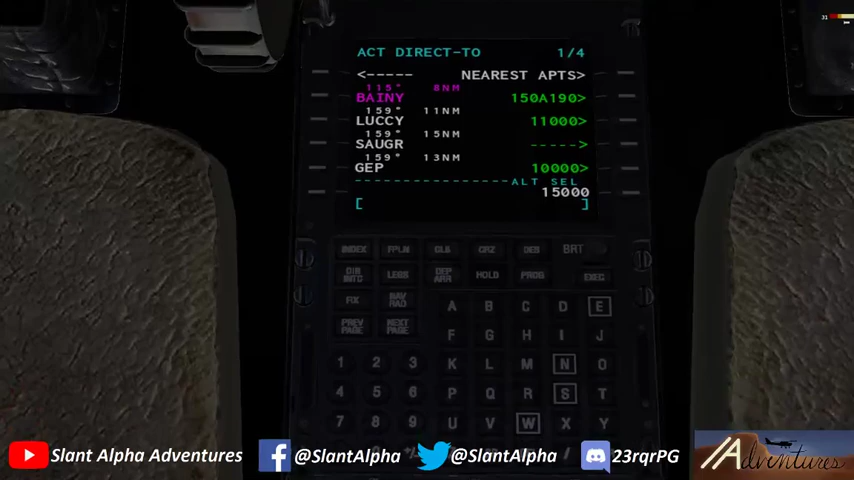 31
ACT DIRECT-TO 1/4
<----- NEAREST APTS>
115° 8NM
BAINY 150A190>
159° 11NM
LUCCY 11000>
159° 15NM
SAUGR ----->
159° 13NM
GEP 10000>
----------------ALT SEL
15000
[ ]
INDEX FPLN CLB CRZ DES BRT
DIR INTC LEGS DEP ARR HOLD PROG EXEC
FIX NAV RAD A B C D E
PREV PAGE NEXT PAGE F G H I J
1 2 3 K L M N O
4 5 6 P Q R S T
7 8 9 U V W X Y
Slant Alpha Adventures @SlantAlpha @SlantAlpha 23rqrPG
Adventures